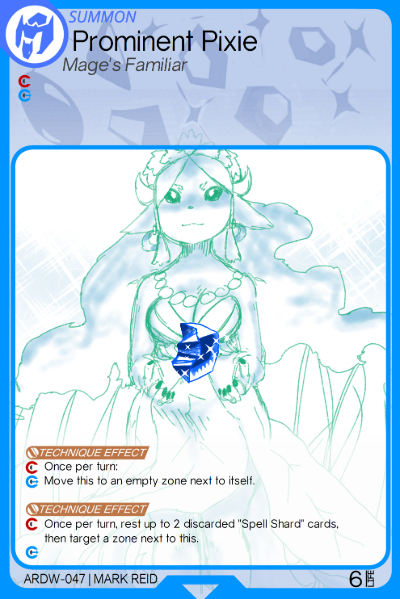 SUMMON
Prominent Pixie
Mage's Familiar
C
C
TECHNIQUE EFFECT
C Once per turn:
C Move this to an empty zone next to itself.
TECHNIQUE EFFECT
C Once per turn, rest up to 2 discarded "Spell Shard" cards,
then target a zone next to this.
C
ARDW-047 | MARK REID
6 LIFE